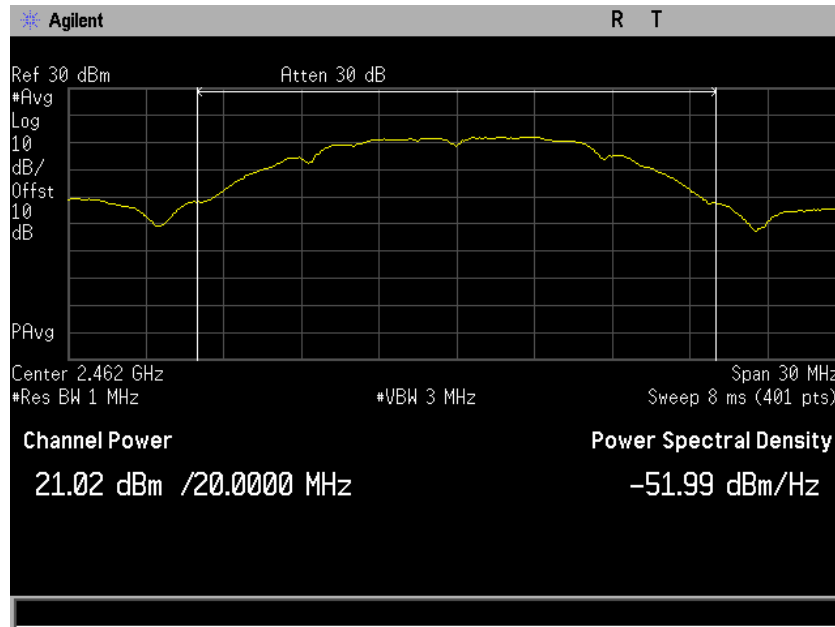 Agilent R T
Ref 30 dBm Atten 30 dB
#Avg
Log
10
dB/
Offst
10
dB
PAvg
Center 2.462 GHz Span 30 MHz
#Res BW 1 MHz #VBW 3 MHz Sweep 8 ms (401 pts)
Channel Power Power Spectral Density
21.02 dBm /20.0000 MHz -51.99 dBm/Hz